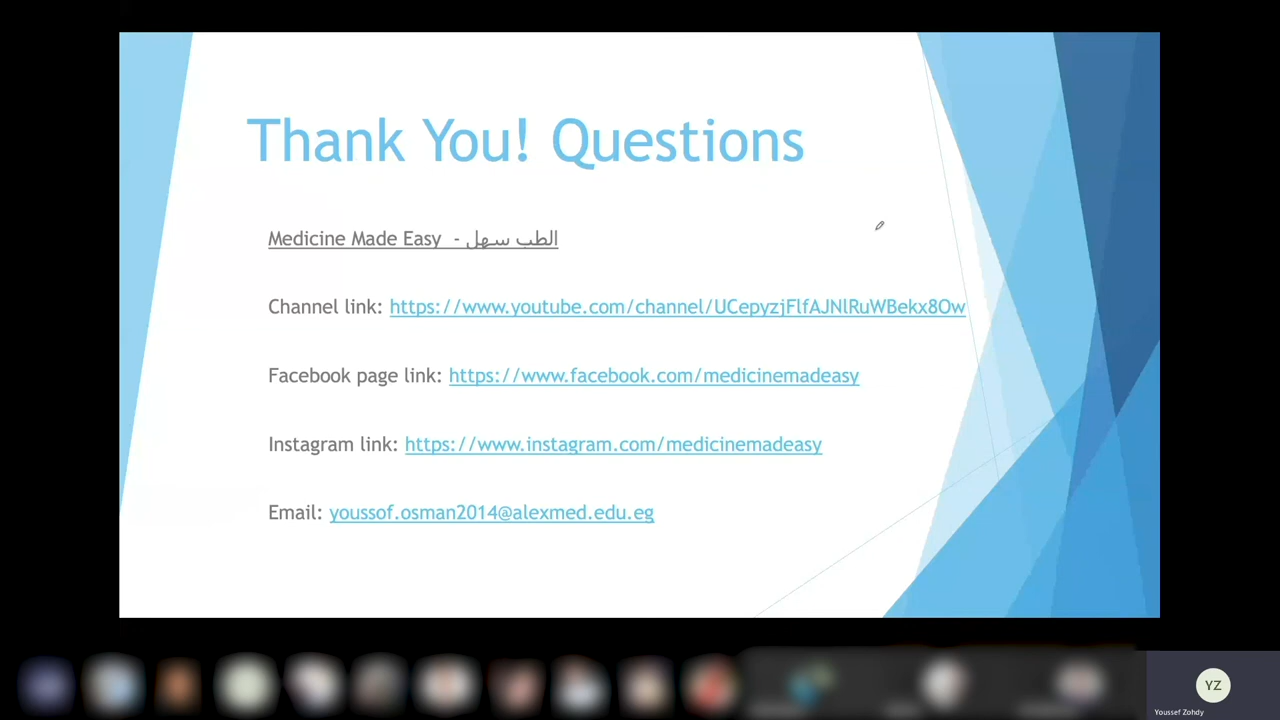 Thank You! Questions
Medicine Made Easy - الطب سهل
Channel link: https://www.youtube.com/channel/UCepyzjFlfAJNlRuWBekx8Ow
Facebook page link: https://www.facebook.com/medicinemadeasy
Instagram link: https://www.instagram.com/medicinemadeasy
Email: youssof.osman2014@alexmed.edu.eg
YZ
Youssef Zohdy